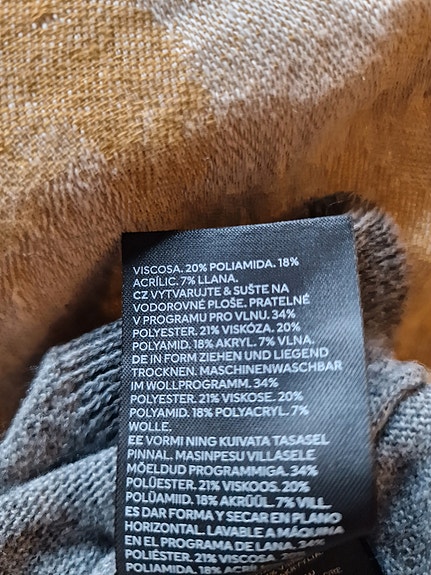 VISCOSA. 20% POLIAMIDA. 18%
ACRÍLIC. 7% LLANA.
CZ VYTVARUJTE & SUŠTE NA
VODOROVNÉ PLOŠE. PRATELNÉ
V PROGRAMU PRO VLNU. 34%
POLYESTER. 21% VISKÓZA. 20%
POLYAMID. 18% AKRYL. 7% VLNA.
DE IN FORM ZIEHEN UND LIEGEND
TROCKNEN. MASCHINENWASCHBAR
IM WOLLPROGRAMM. 34%
POLYESTER. 21% VISKOSE. 20%
POLYAMID. 18% POLYACRYL. 7%
WOLLE.
EE VORMI NING KUIVATA TASASEL
PINNAL. MASINPESU VILLASELE
MÕELDUD PROGRAMMIGA. 34%
POLÜESTER. 21% VISKOOS. 20%
POLÜAMIID. 18% AKRÜÜL. 7% VILL.
ES DAR FORMA Y SECAR EN PLANO
HORIZONTAL. LAVABLE A MÁQUINA
EN EL PROGRAMA DE LANA. 34%
POLIÉSTER. 21% VISCOSA.
POLIAMIDA. 18%